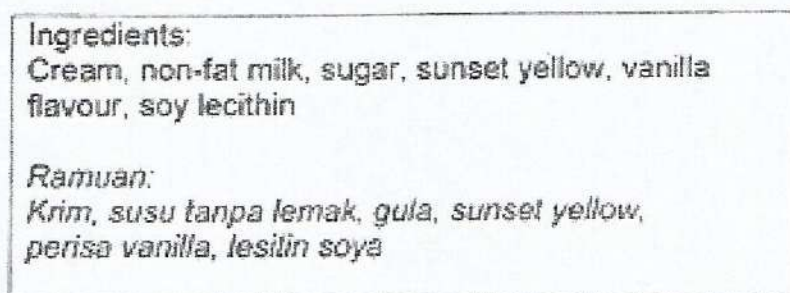 Ingredients:
Cream, non-fat milk, sugar, sunset yellow, vanilla
flavour, soy lecithin
Ramuan:
Krim, susu tanpa lemak, gula, sunset yellow,
perisa vanilla, lesitin soya